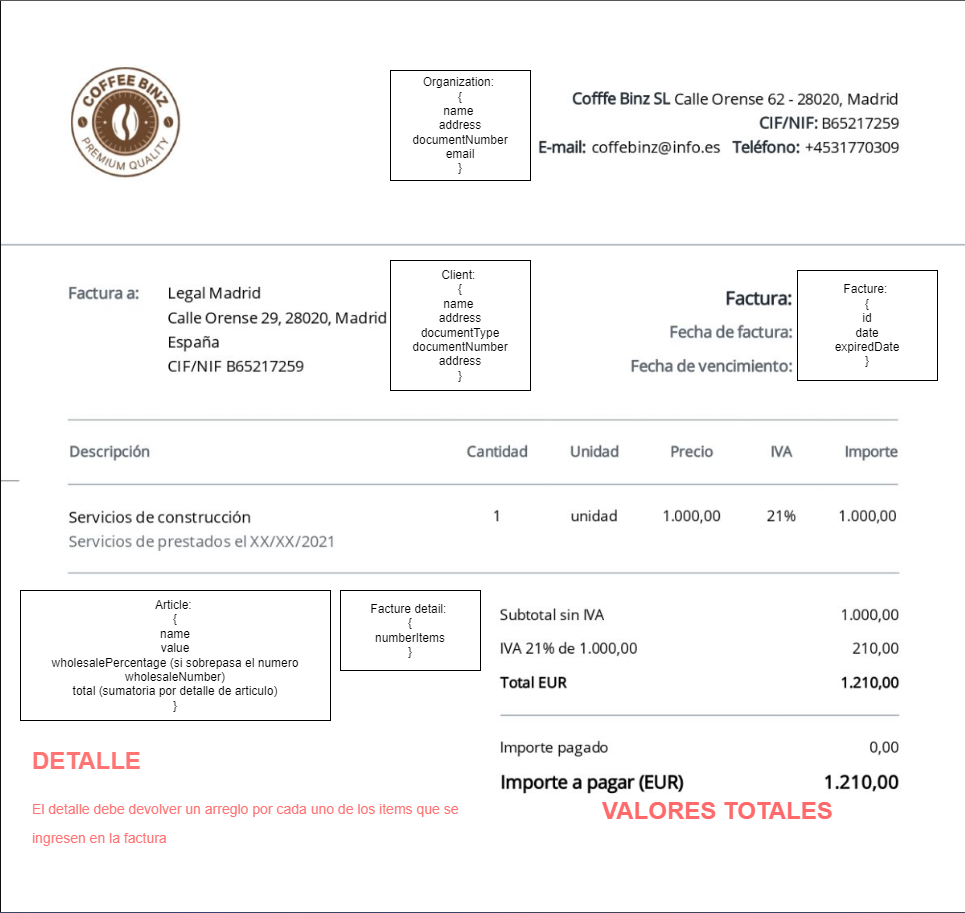 COFFEE BINZ
PREMIUM QUALITY
Organization:
{
name
address
documentNumber
email
}
Cofffe Binz SL Calle Orense 62 - 28020, Madrid
CIF/NIF: B65217259
E-mail: coffebinz@info.es Teléfono: +4531770309
Factura a:
Legal Madrid
Calle Orense 29, 28020, Madrid
España
CIF/NIF B65217259
Client:
{
name
address
documentType
documentNumber
address
}
Factura:
Fecha de factura:
Fecha de vencimiento:
Facture:
{
id
date
expiredDate
}
Descripción Cantidad Unidad Precio IVA Importe
Servicios de construcción 1 unidad 1.000,00 21% 1.000,00
Servicios de prestados el XX/XX/2021
Article:
{
name
value
wholesalePercentage (si sobrepasa el numero
wholesaleNumber)
total (sumatoria por detalle de articulo)
}
Facture detail:
{
numberItems
}
Subtotal sin IVA 1.000,00
IVA 21% de 1.000,00 210,00
Total EUR 1.210,00
Importe pagado 0,00
Importe a pagar (EUR) 1.210,00
DETALLE
El detalle debe devolver un arreglo por cada uno de los items que se
ingresen en la factura
VALORES TOTALES